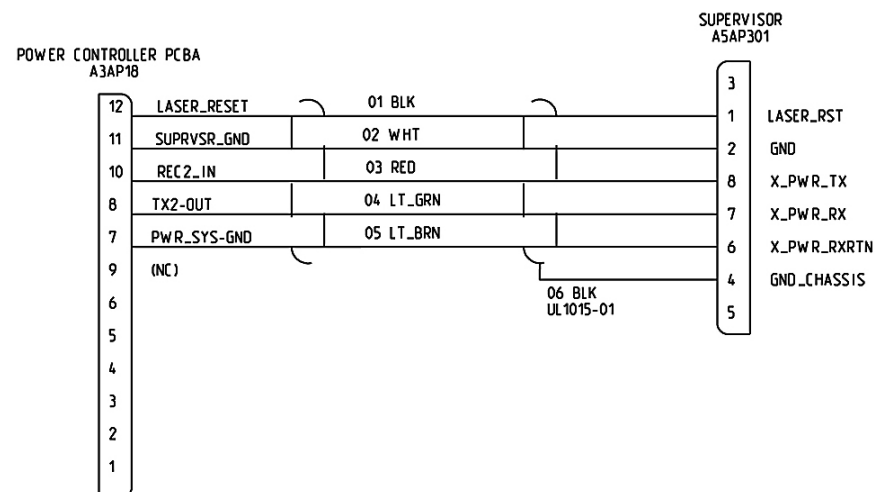 SUPERVISOR
A5AP301
POWER CONTROLLER PCBA
A3AP18
3
12 LASER_RESET 01 BLK 1 LASER_RST
11 SUPRVSR_GND 02 WHT 2 GND
10 REC2_IN 03 RED 8 X_PWR_TX
8 TX2-OUT 04 LT_GRN 7 X_PWR_RX
7 PWR_SYS-GND 05 LT_BRN 6 X_PWR_RXRTN
9 (NC) 4 GND_CHASSIS
06 BLK
UL1015-01
6 5
5
4
3
2
1